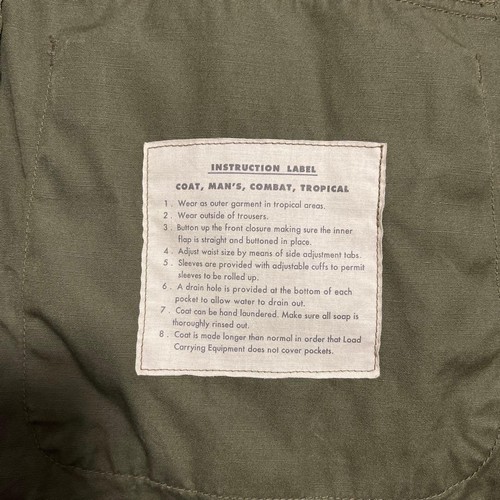 INSTRUCTION LABEL
COAT, MAN'S, COMBAT, TROPICAL
1 . Wear as outer garment in tropical areas.
2 . Wear outside of trousers.
3 . Button up the front closure making sure the inner
flap is straight and buttoned in place.
4 . Adjust waist size by means of side adjustment tabs.
5 . Sleeves are provided with adjustable cuffs to permit
sleeves to be rolled up.
6 . A drain hole is provided at the bottom of each
pocket to allow water to drain out.
7 . Coat can be hand laundered. Make sure all soap is
thoroughly rinsed out.
8 . Coat is made longer than normal in order that Load
Carrying Equipment does not cover pockets.